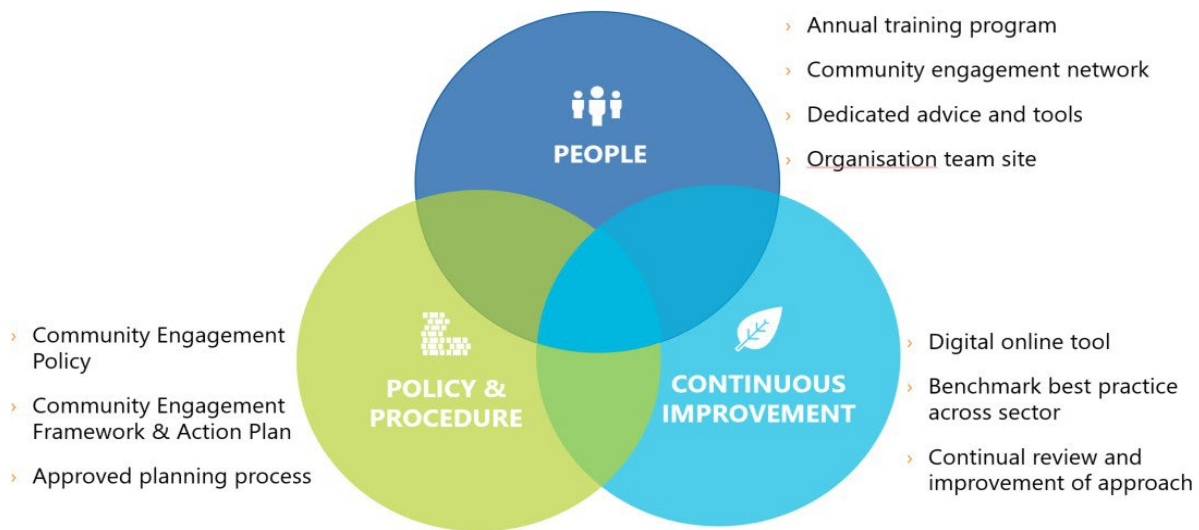 › Annual training program
› Community engagement network
› Dedicated advice and tools
› Organisation team site
PEOPLE
› Community Engagement
Policy
› Community Engagement
Framework & Action Plan
› Approved planning process
POLICY &
PROCEDURE
CONTINUOUS
IMPROVEMENT
› Digital online tool
› Benchmark best practice
across sector
› Continual review and
improvement of approach